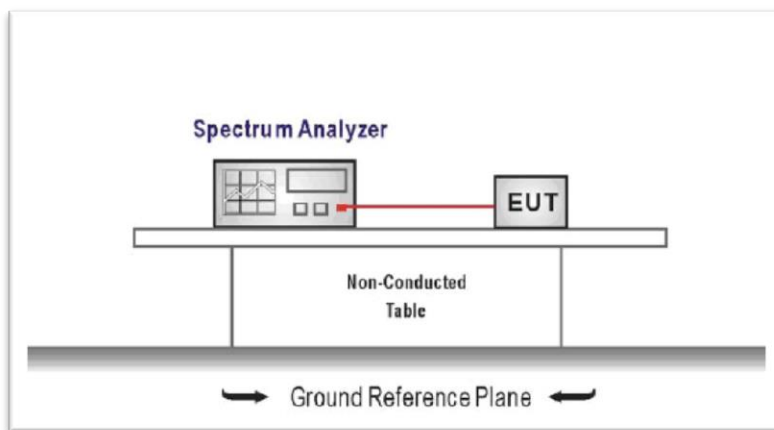 Spectrum Analyzer
EUT
Non-Conducted
Table
Ground Reference Plane